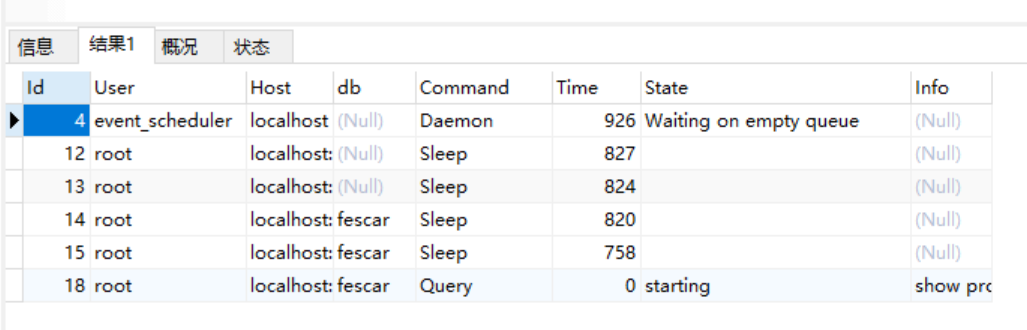 信息 结果1 概况 状态
Id User Host db Command Time State Info
4 event_scheduler localhost (Null) Daemon 926 Waiting on empty queue (Null)
12 root localhost: (Null) Sleep 827 (Null)
13 root localhost: (Null) Sleep 824 (Null)
14 root localhost: fescar Sleep 820 (Null)
15 root localhost: fescar Sleep 758 (Null)
18 root localhost: fescar Query 0 starting show prc